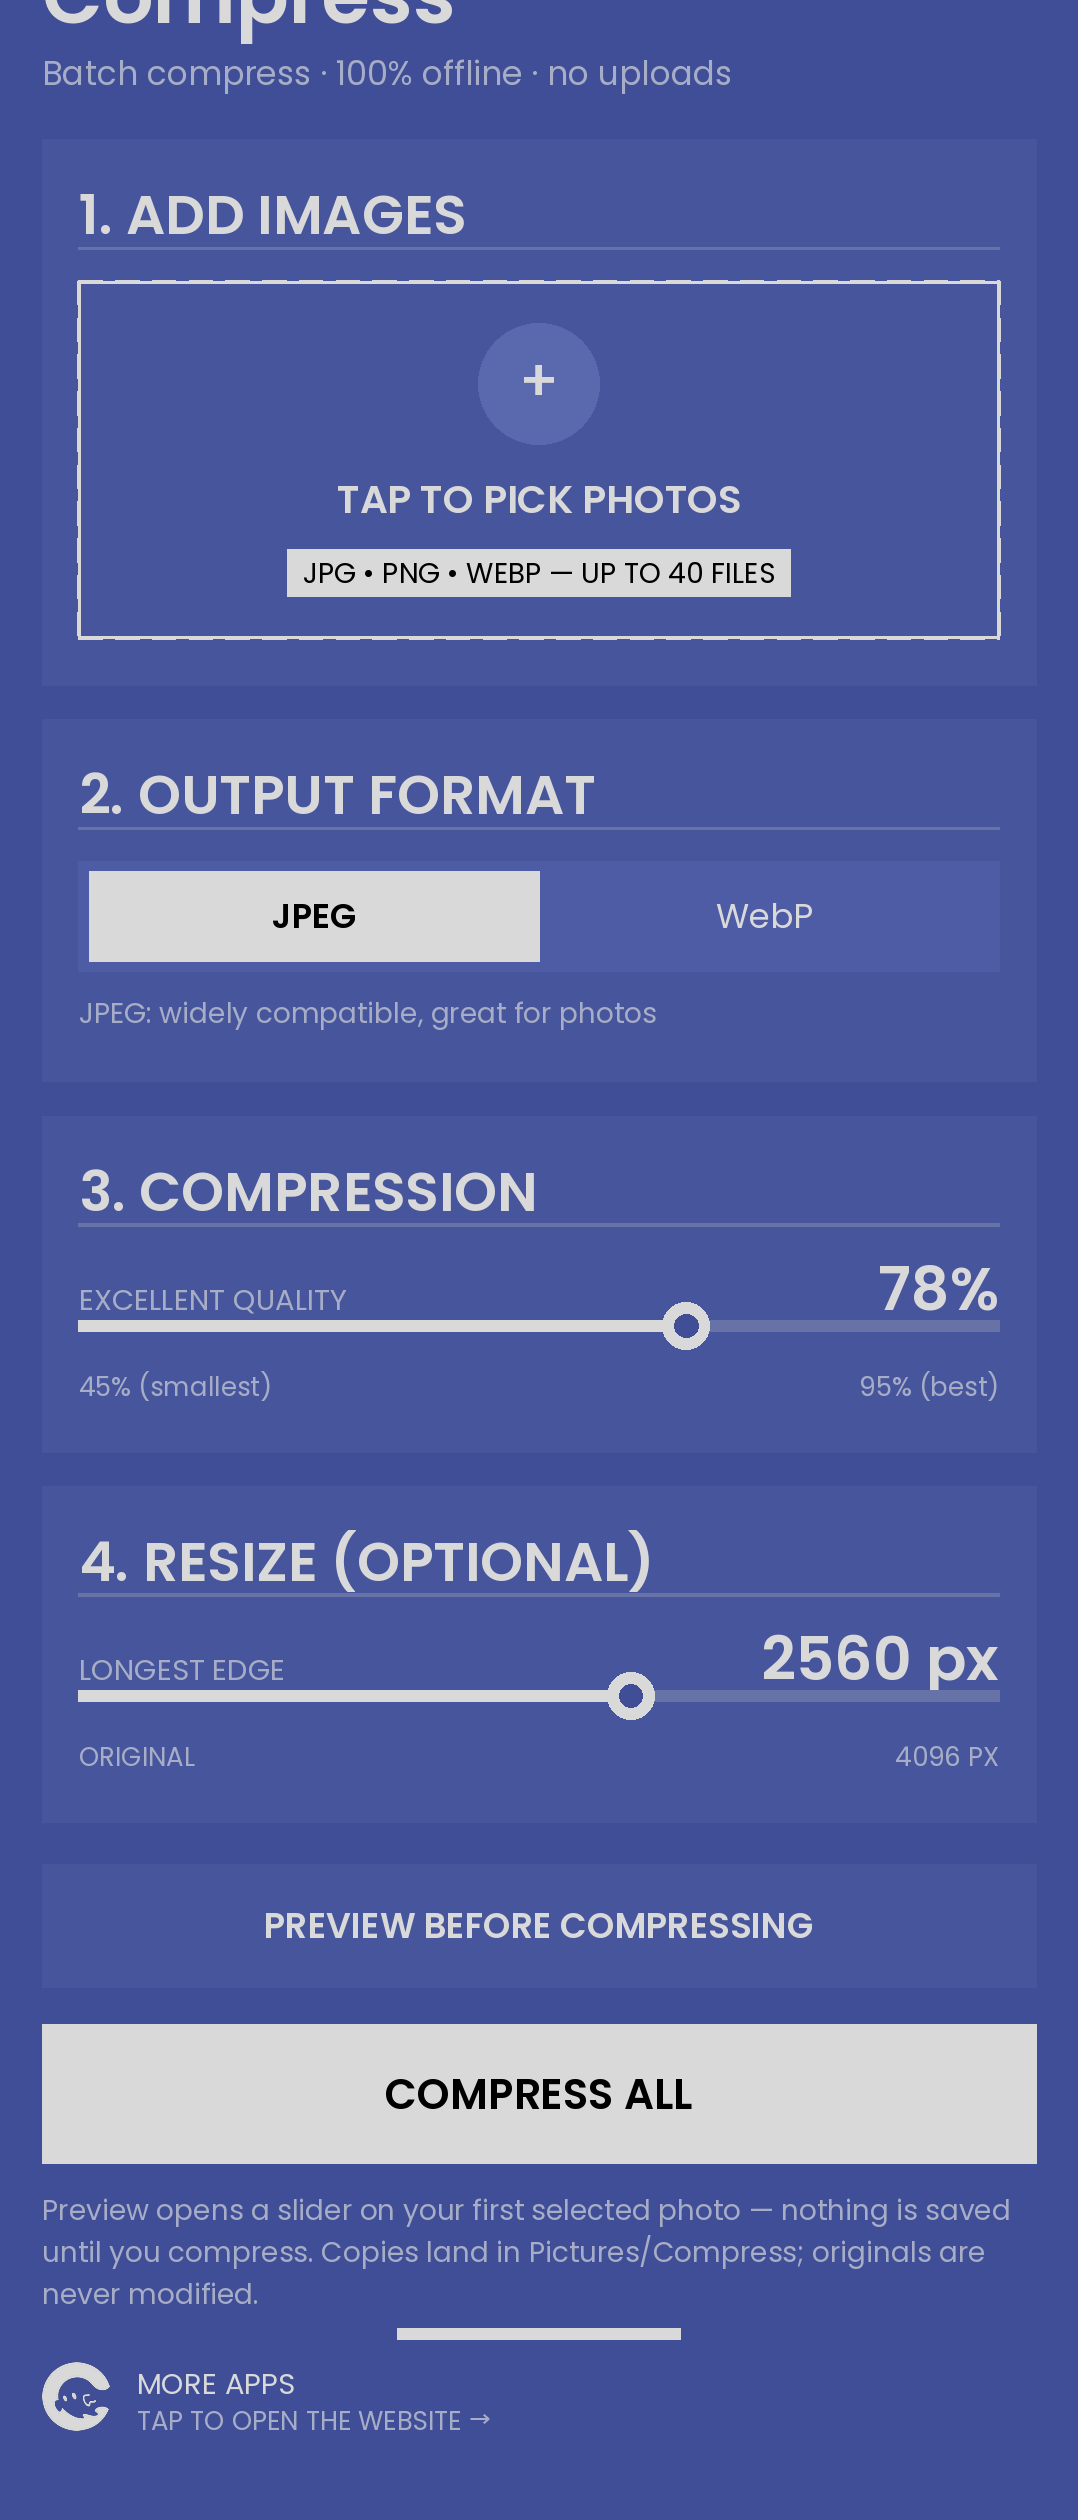 Compress
Batch compress · 100% offline · no uploads
1. ADD IMAGES
+
TAP TO PICK PHOTOS
JPG • PNG • WEBP — UP TO 40 FILES
2. OUTPUT FORMAT
JPEG
WebP
JPEG: widely compatible, great for photos
3. COMPRESSION
EXCELLENT QUALITY
78%
45% (smallest)
95% (best)
4. RESIZE (OPTIONAL)
LONGEST EDGE
2560 px
ORIGINAL
4096 PX
PREVIEW BEFORE COMPRESSING
COMPRESS ALL
Preview opens a slider on your first selected photo — nothing is saved
until you compress. Copies land in Pictures/Compress; originals are
never modified.
MORE APPS
TAP TO OPEN THE WEBSITE →